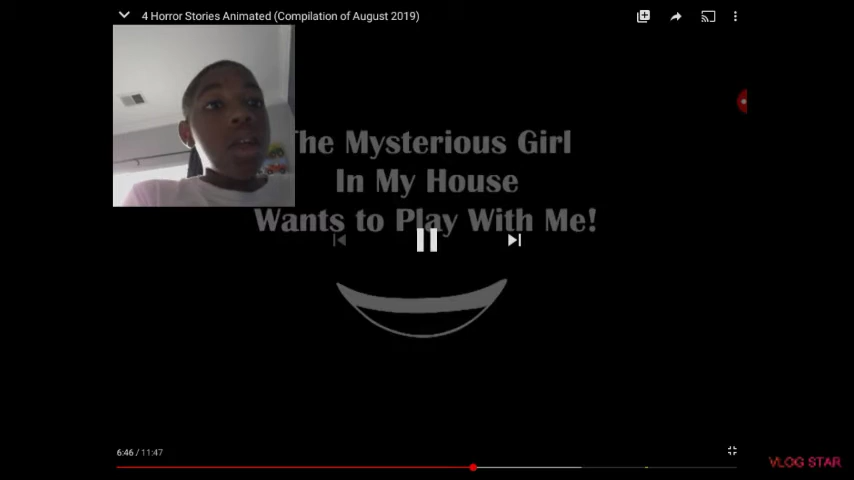 4 Horror Stories Animated (Compilation of August 2019)
The Mysterious Girl
In My House
Wants to Play With Me!
6:46 / 11:47
VLOG STAR